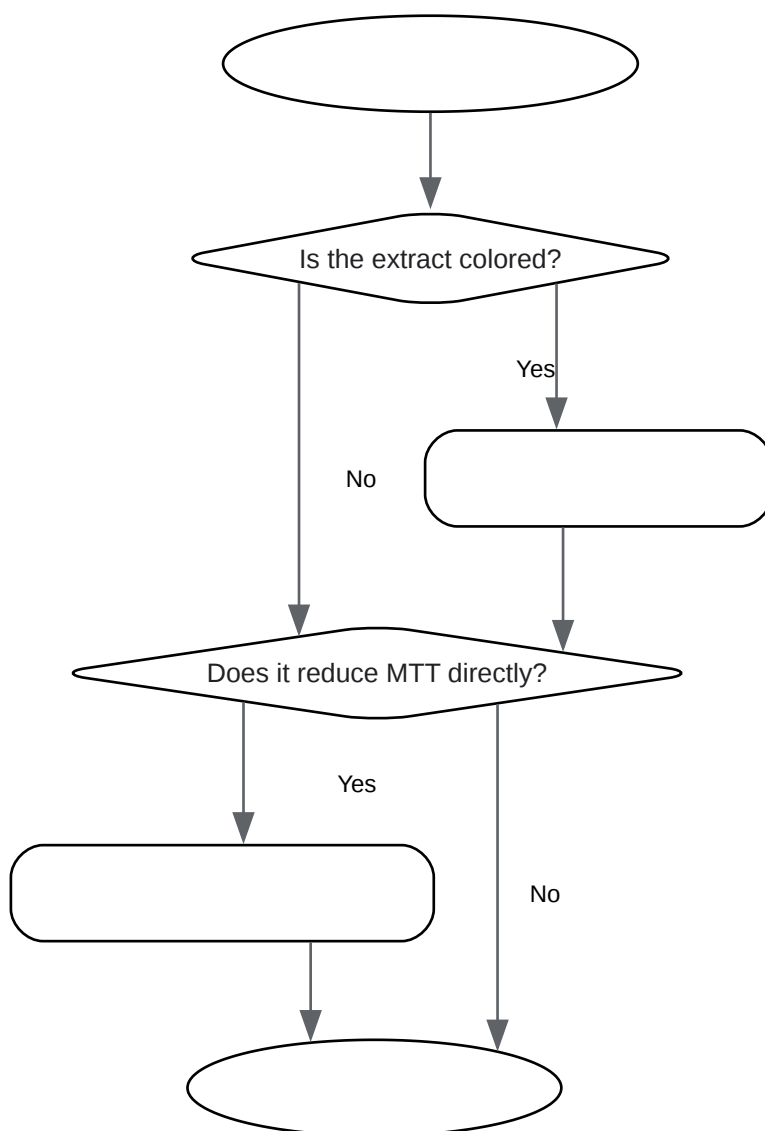 Is the extract colored?
Yes
No
Does it reduce MTT directly?
Yes
No